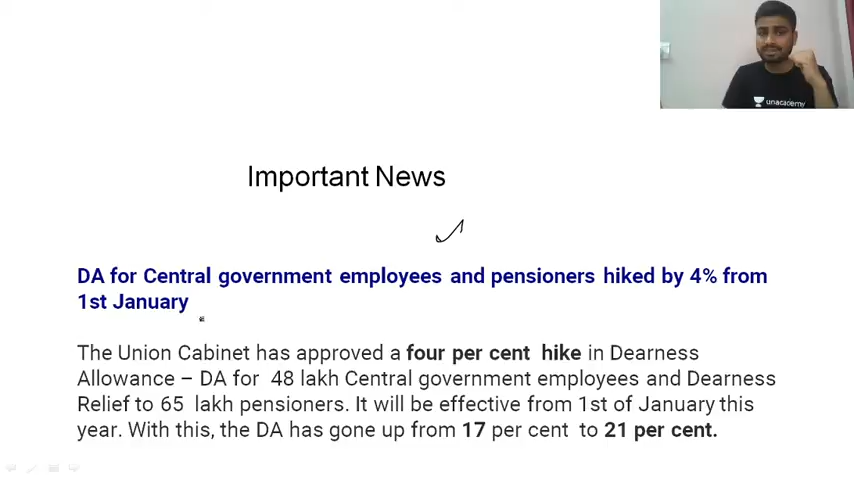 unacademy
Important News
DA for Central government employees and pensioners hiked by 4% from
1st January
The Union Cabinet has approved a four per cent hike in Dearness
Allowance – DA for 48 lakh Central government employees and Dearness
Relief to 65 lakh pensioners. It will be effective from 1st of January this
year. With this, the DA has gone up from 17 per cent to 21 per cent.